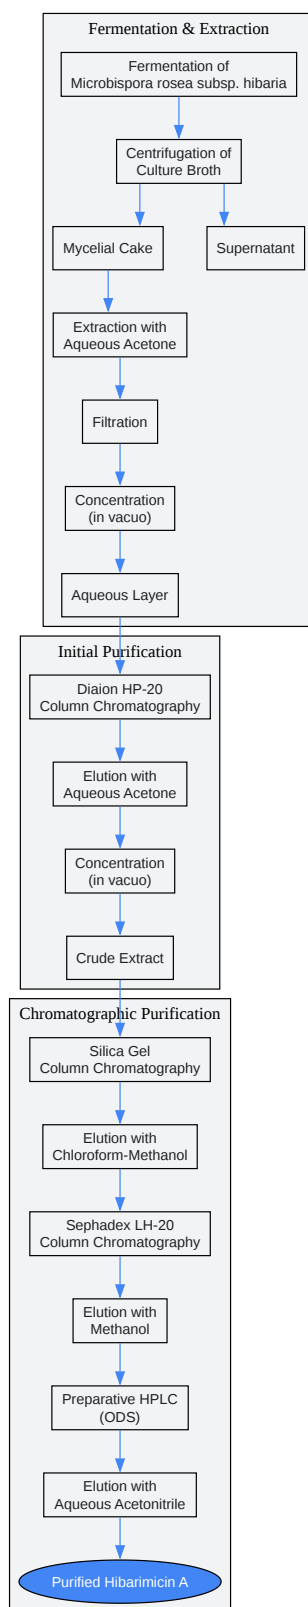 Fermentation & Extraction
Fermentation of
Microbispora rosea subsp. hibaria
Centrifugation of
Culture Broth
Mycelial Cake
Supernatant
Extraction with
Aqueous Acetone
Filtration
Concentration
(in vacuo)
Aqueous Layer
Initial Purification
Diaion HP-20
Column Chromatography
Elution with
Aqueous Acetone
Concentration
(in vacuo)
Crude Extract
Chromatographic Purification
Silica Gel
Column Chromatography
Elution with
Chloroform-Methanol
Sephadex LH-20
Column Chromatography
Elution with
Methanol
Preparative HPLC
(ODS)
Elution with
Aqueous Acetonitrile
Purified Hibarimicin A